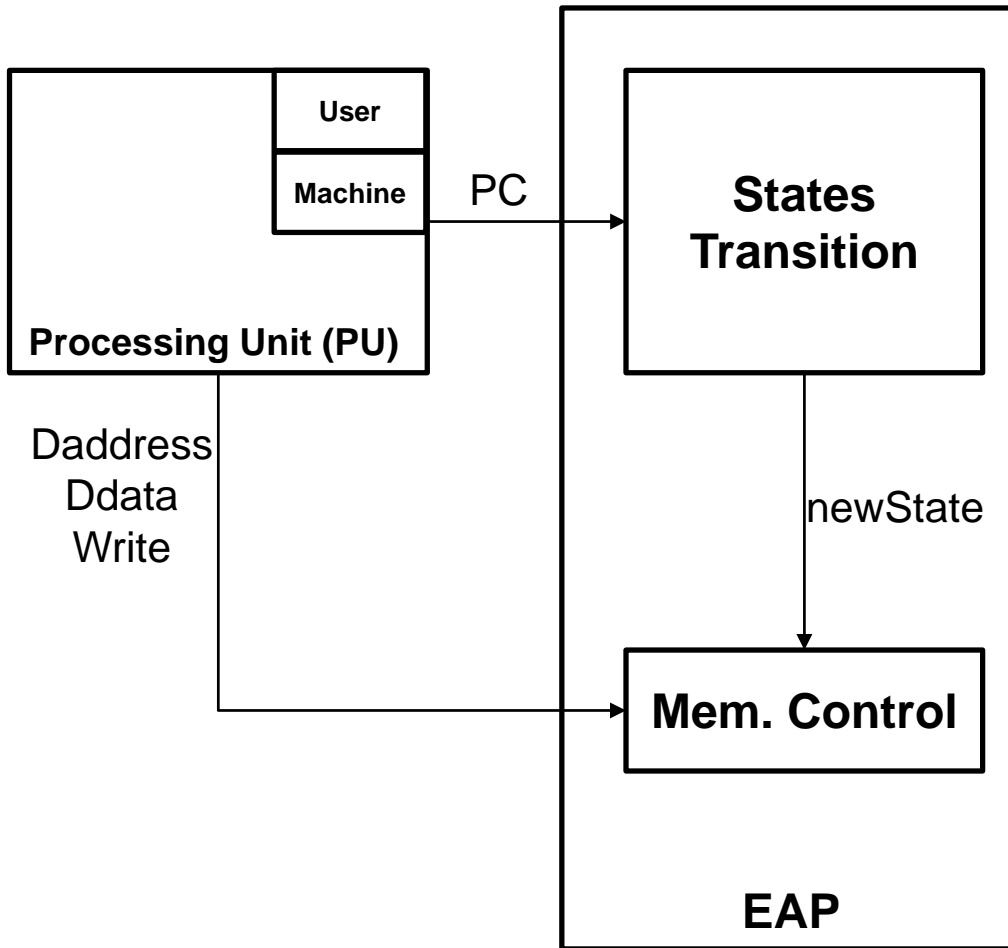 User
Machine
PC
States
Transition
Processing Unit (PU)
Daddress
Ddata
Write
newState
Mem. Control
EAP